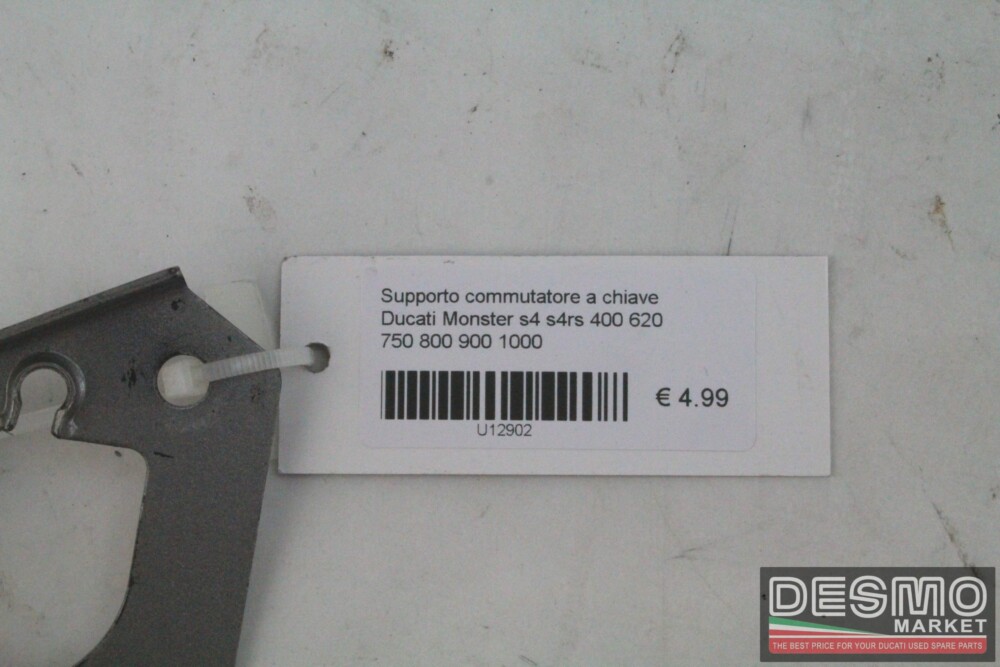 Supporto commutatore a chiave
Ducati Monster s4 s4rs 400 620
750 800 900 1000
€ 4.99
U12902
DESMO
MARKET
THE BEST PRICE FOR YOUR DUCATI USED SPARE PARTS